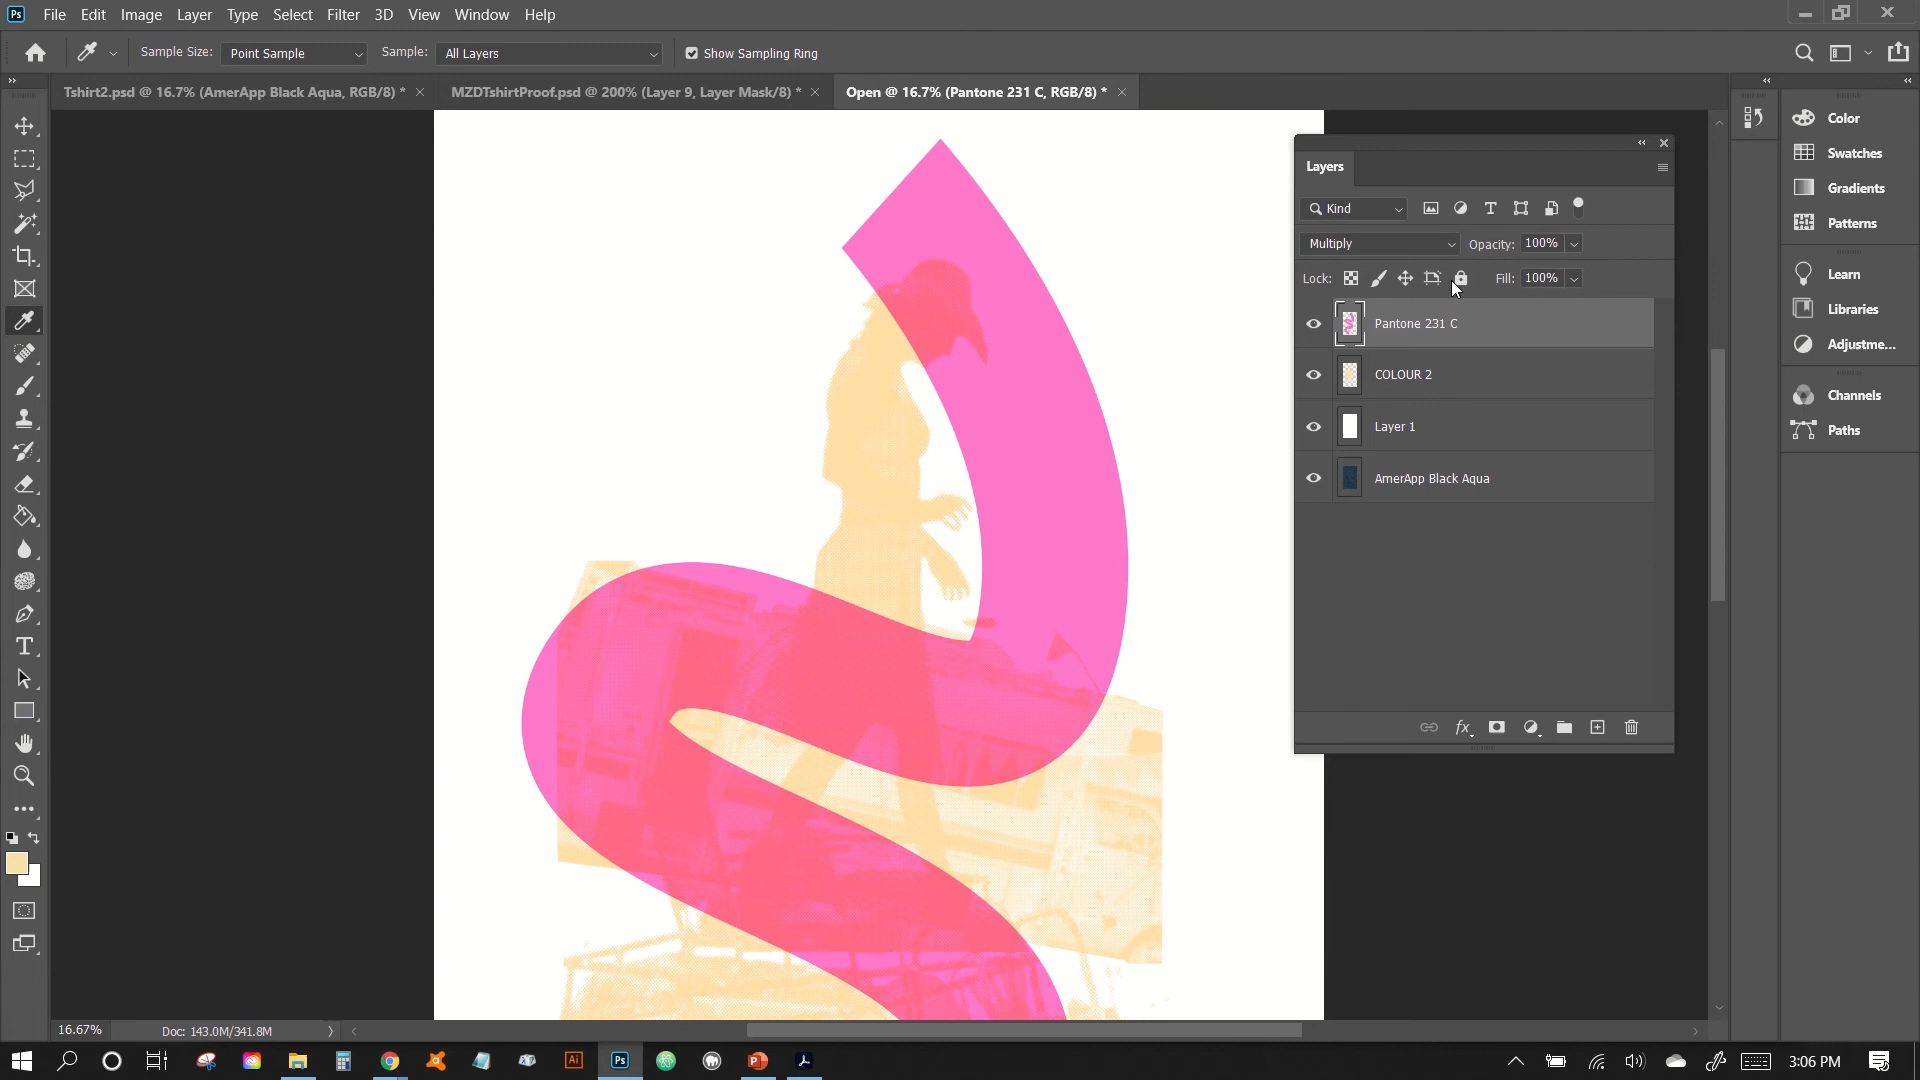 Ps File Edit Image Layer Type Select Filter 3D View Window Help
Sample Size: Point Sample Sample: All Layers Show Sampling Ring
Tshirt2.psd @ 16.7% (AmerApp Black Aqua, RGB/8) * MZDTshirtProof.psd @ 200% (Layer 9, Layer Mask/8) * Open @ 16.7% (Pantone 231 C, RGB/8) *
Layers
Kind
Multiply Opacity: 100%
Lock: Fill: 100%
Pantone 231 C
COLOUR 2
Layer 1
AmerApp Black Aqua
fx
Color
Swatches
Gradients
Patterns
Learn
Libraries
Adjustme...
Channels
Paths
16.67% Doc: 143.0M/341.8M
Ai Ps 3:06 PM